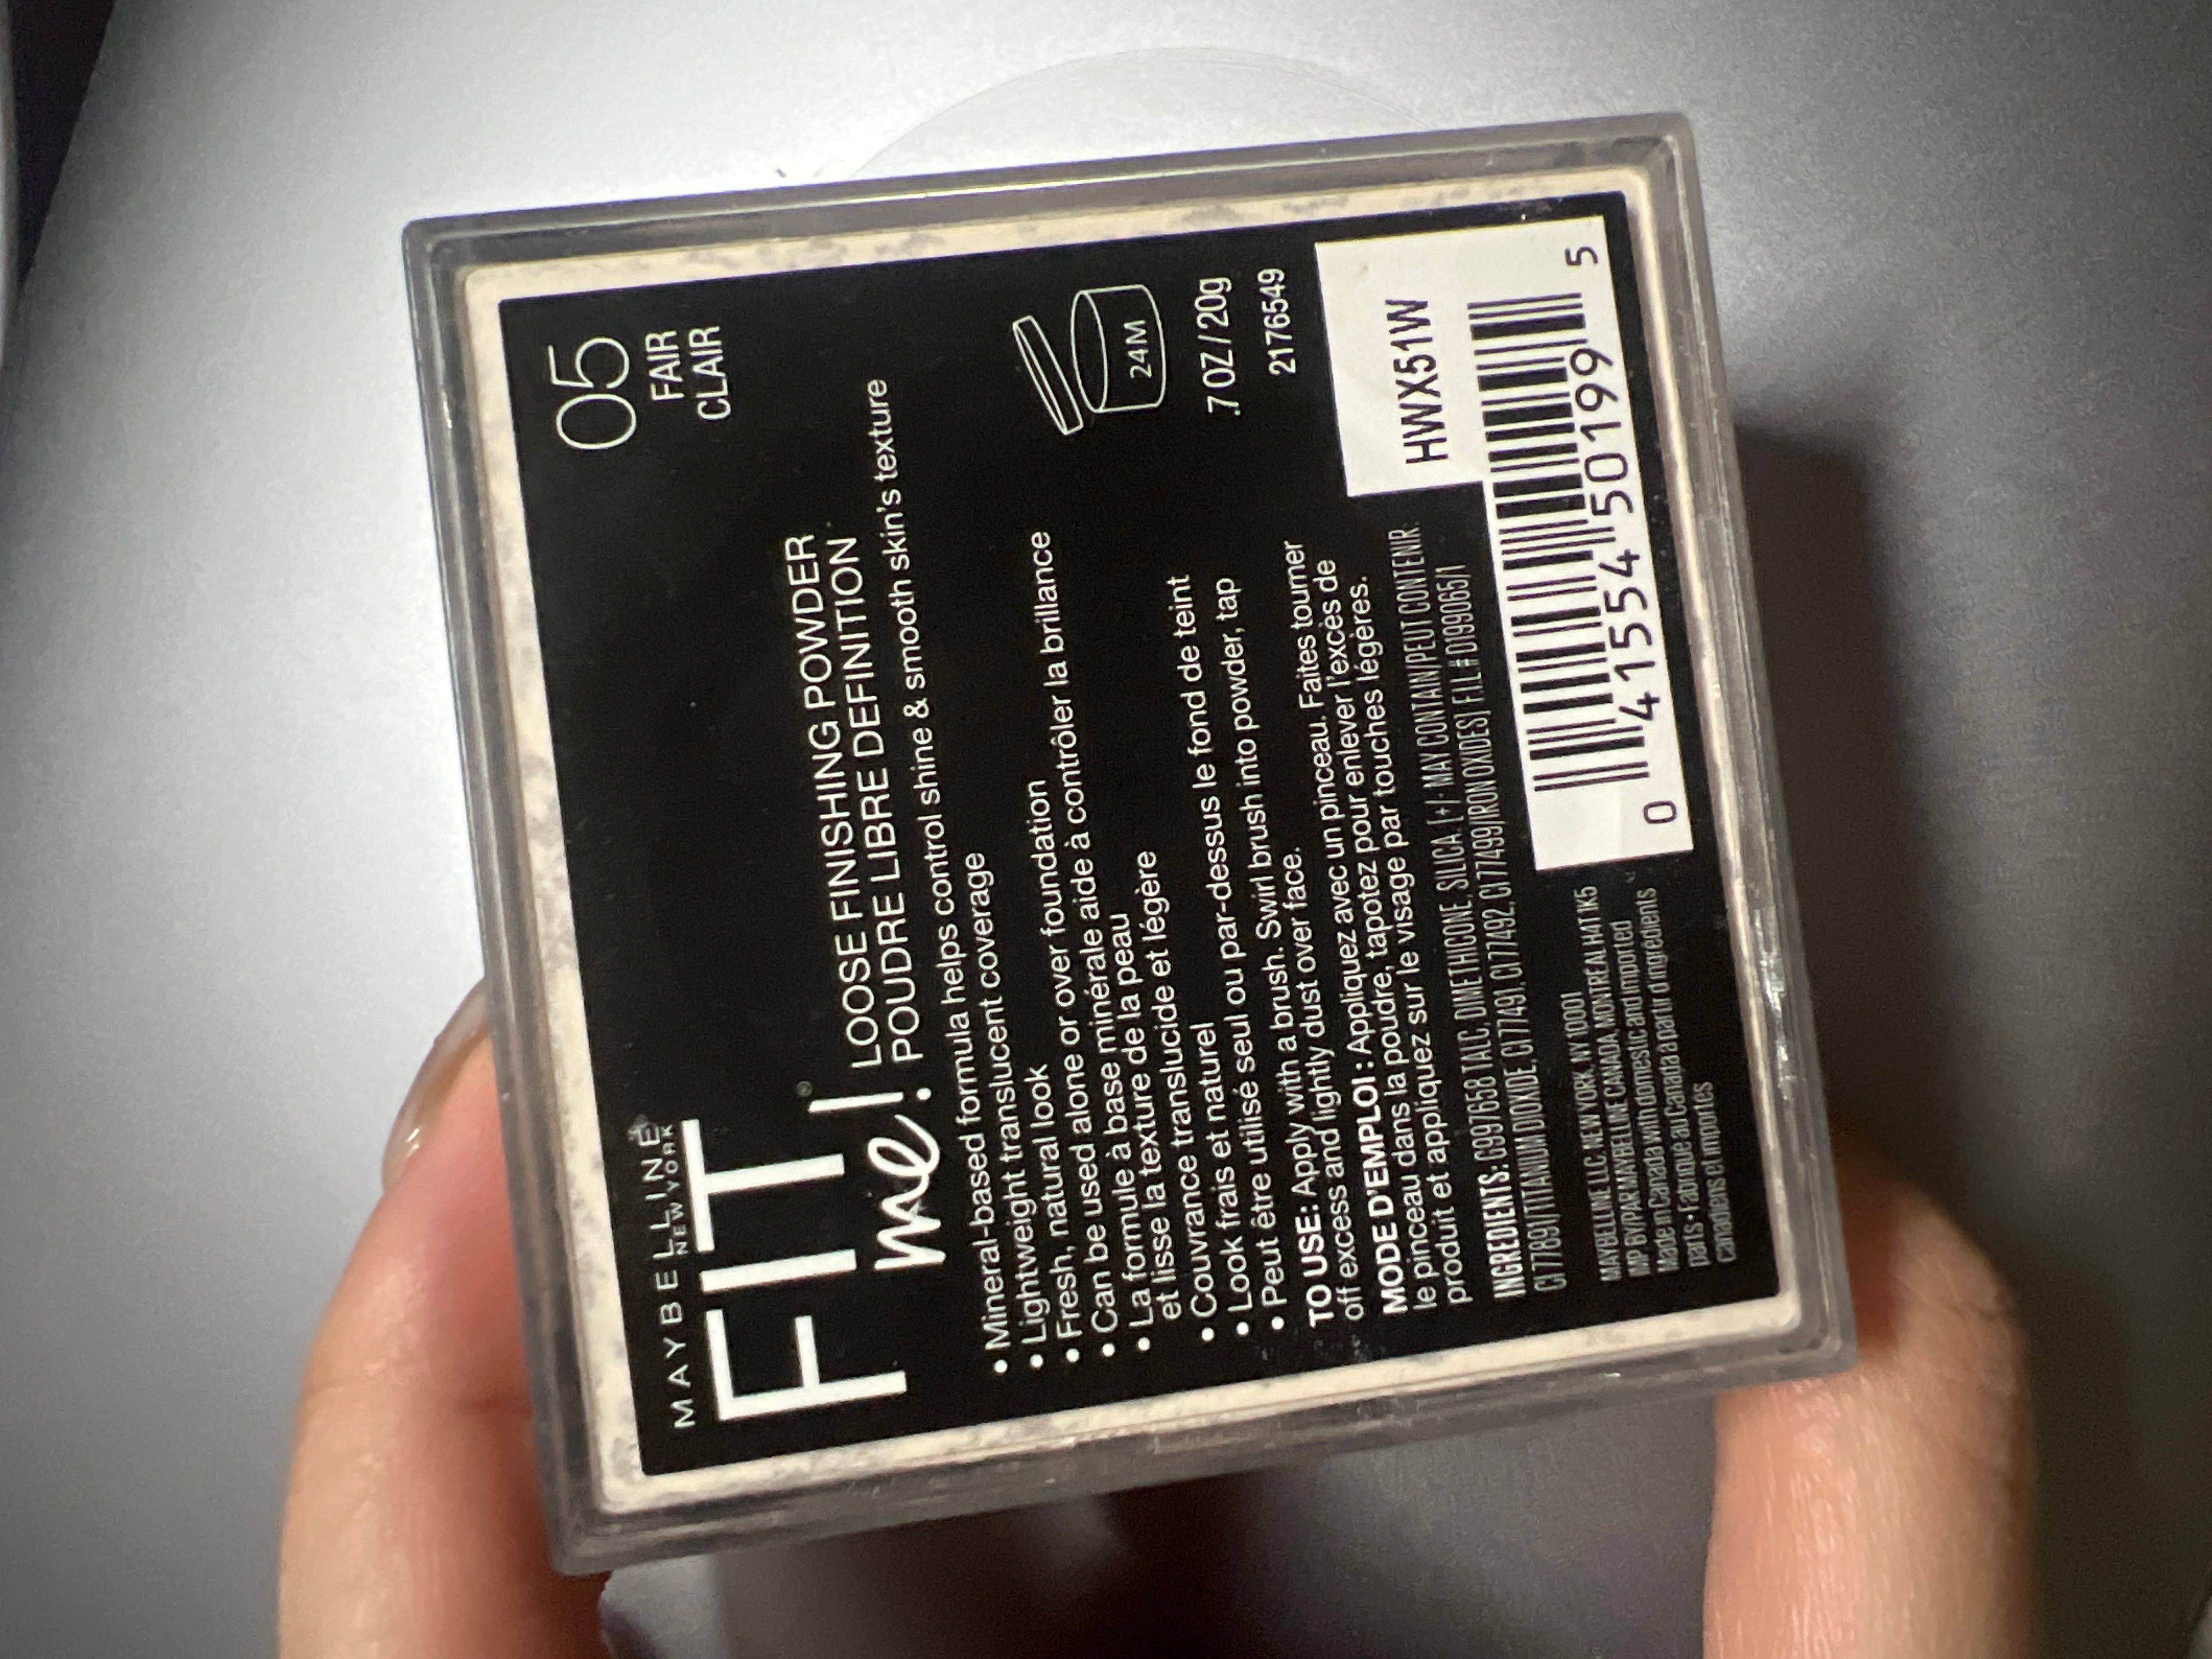 MAYBELLINE
NEW YORK
FIT
me!®
LOOSE FINISHING POWDER
POUDRE LIBRE DEFINITION
05
FAIR
CLAIR
• Mineral-based formula helps control shine & smooth skin's texture
• Lightweight translucent coverage
• Fresh, natural look
• Can be used alone or over foundation
• La formule à base minérale aide à contrôler la brillance
et lisse la texture de la peau
• Couvrance translucide et légère
• Look frais et naturel
• Peut être utilisé seul ou par-dessus le fond de teint
TO USE: Apply with a brush. Swirl brush into powder, tap
off excess and lightly dust over face.
MODE D'EMPLOI : Appliquez avec un pinceau. Faites tourner
le pinceau dans la poudre, tapotez pour enlever l'excès de
produit et appliquez sur le visage par touches légères.
INGREDIENTS: G997658 TALC, DIMETHICONE, SILICA, [+/- MAY CONTAIN/PEUT CONTENIR:
CI 77891/TITANIUM DIOXIDE, CI 77491, CI 77492, CI 77499/IRON OXIDES] FIL# D199065/1
MAYBELLINE LLC, NEW YORK, NY 10001
IMP BY/PAR MAYBELLINE CANADA, MONTREAL H4T 1K5
Made in Canada with domestic and imported
parts • Fabriqué au Canada à partir d'ingrédients
canadiens et importés
24M
.7 OZ / 20g
2176549
HWX51W
0 41554 50199 5